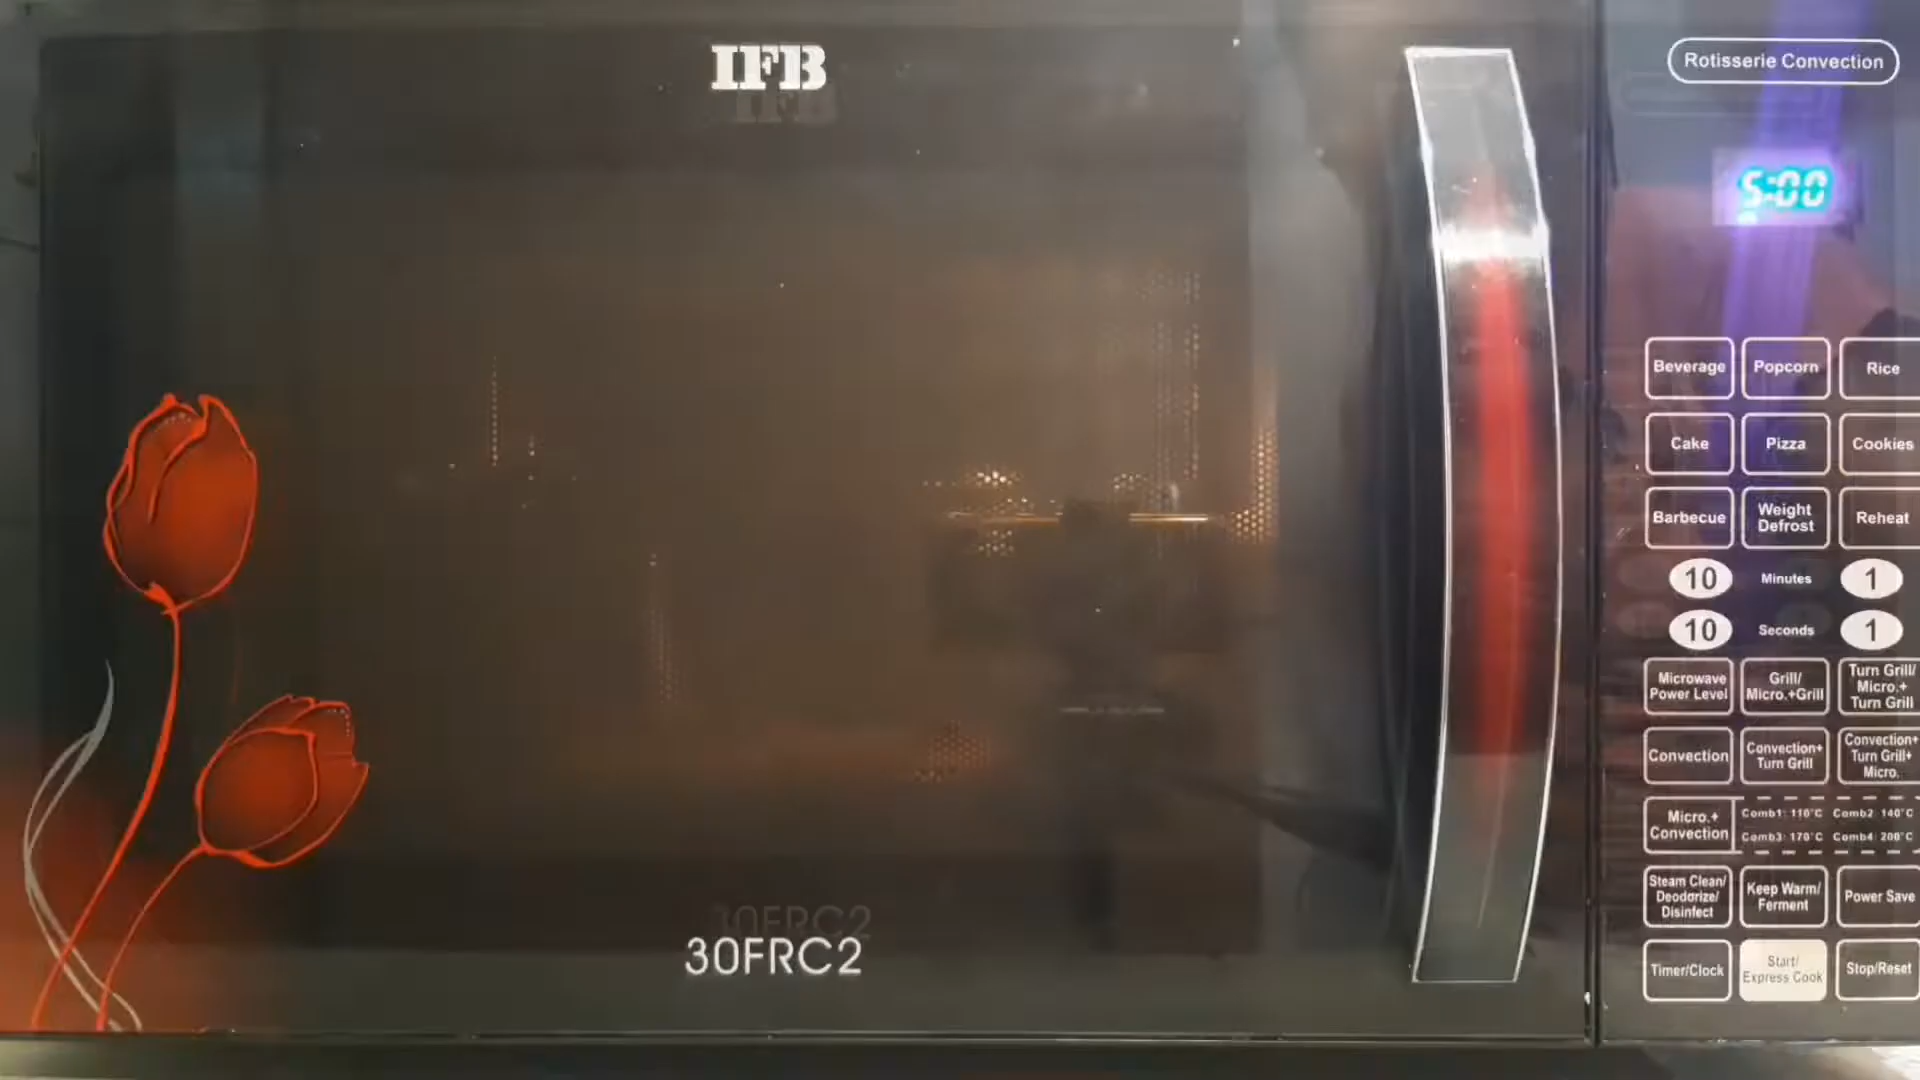 IFB
Rotisserie Convection
5:00
Beverage
Popcorn
Rice
Cake
Pizza
Cookies
Barbecue
Weight
Defrost
Reheat
10 Minutes 1
10 Seconds 1
Microwave
Power Level
Grill/
Micro.+Grill
Turn Grill/
Micro.+
Turn Grill
Convection
Convection+
Turn Grill
Convection+
Turn Grill+
Micro.
Micro.+
Convection
Comb1: 110°C Comb2: 140°C
Comb3: 170°C Comb4: 200°C
Steam Clean/
Deodorize/
Disinfect
Keep Warm/
Ferment
Power Save
Timer/Clock
Start/
Express Cook
Stop/Reset
30FRC2